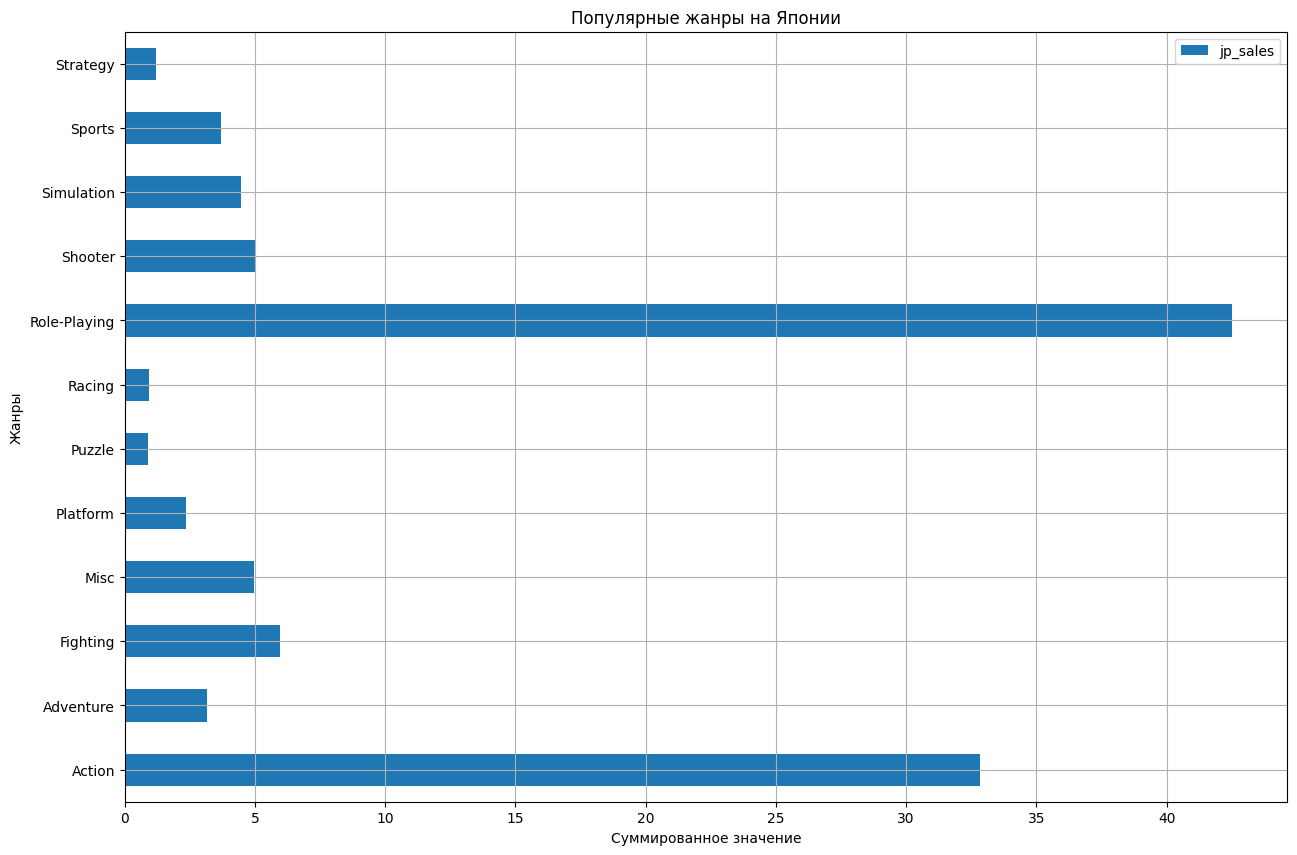 Популярные жанры на Японии
jp_sales
Strategy
Sports
Simulation
Shooter
Role-Playing
Racing
Puzzle
Platform
Misc
Fighting
Adventure
Action
Жанры
0 5 10 15 20 25 30 35 40
Суммированное значение